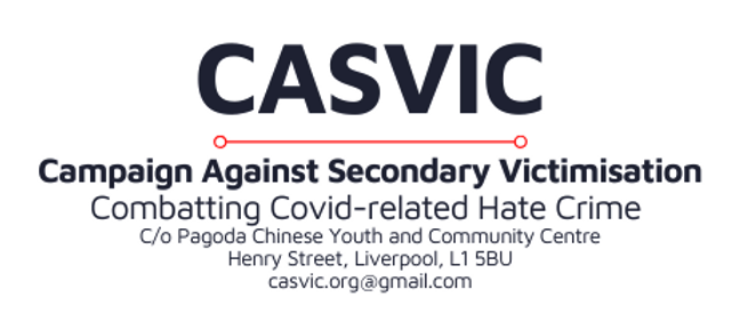 CASVIC
Campaign Against Secondary Victimisation
Combatting Covid-related Hate Crime
C/o Pagoda Chinese Youth and Community Centre
Henry Street, Liverpool, L1 5BU
casvic.org@gmail.com